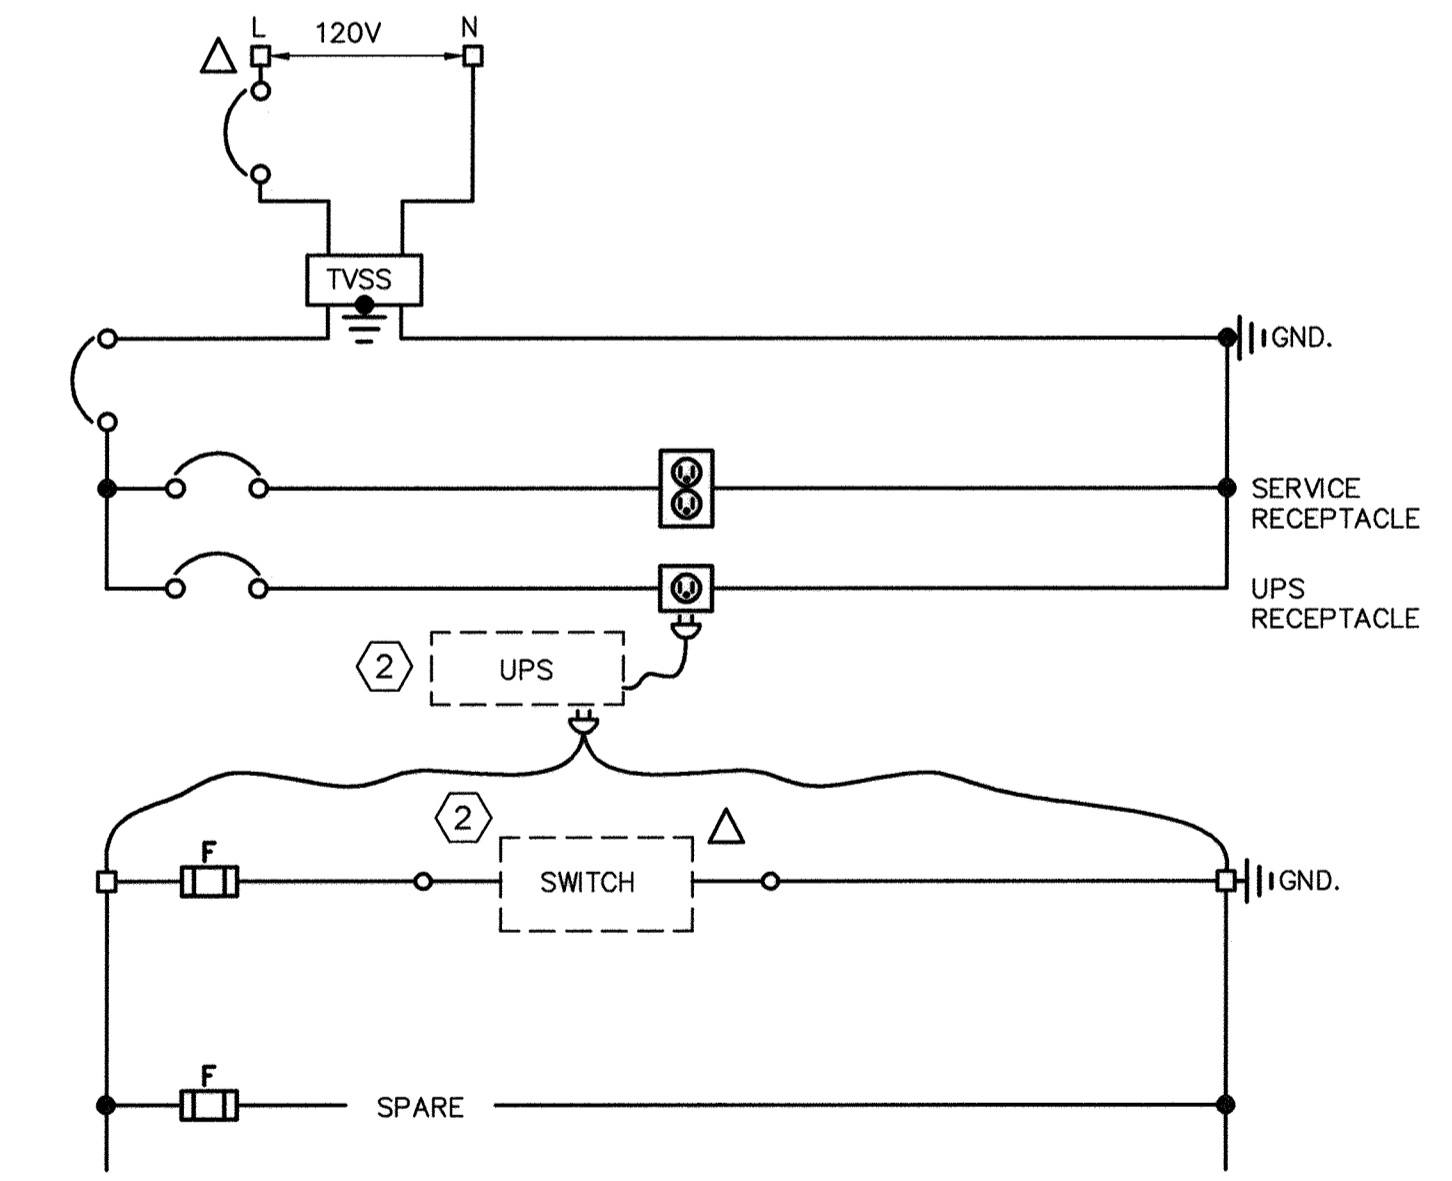 L 120V N
TVSS
GND.
SERVICE
RECEPTACLE
UPS
RECEPTACLE
2 UPS
2
F
SWITCH GND.
F
SPARE